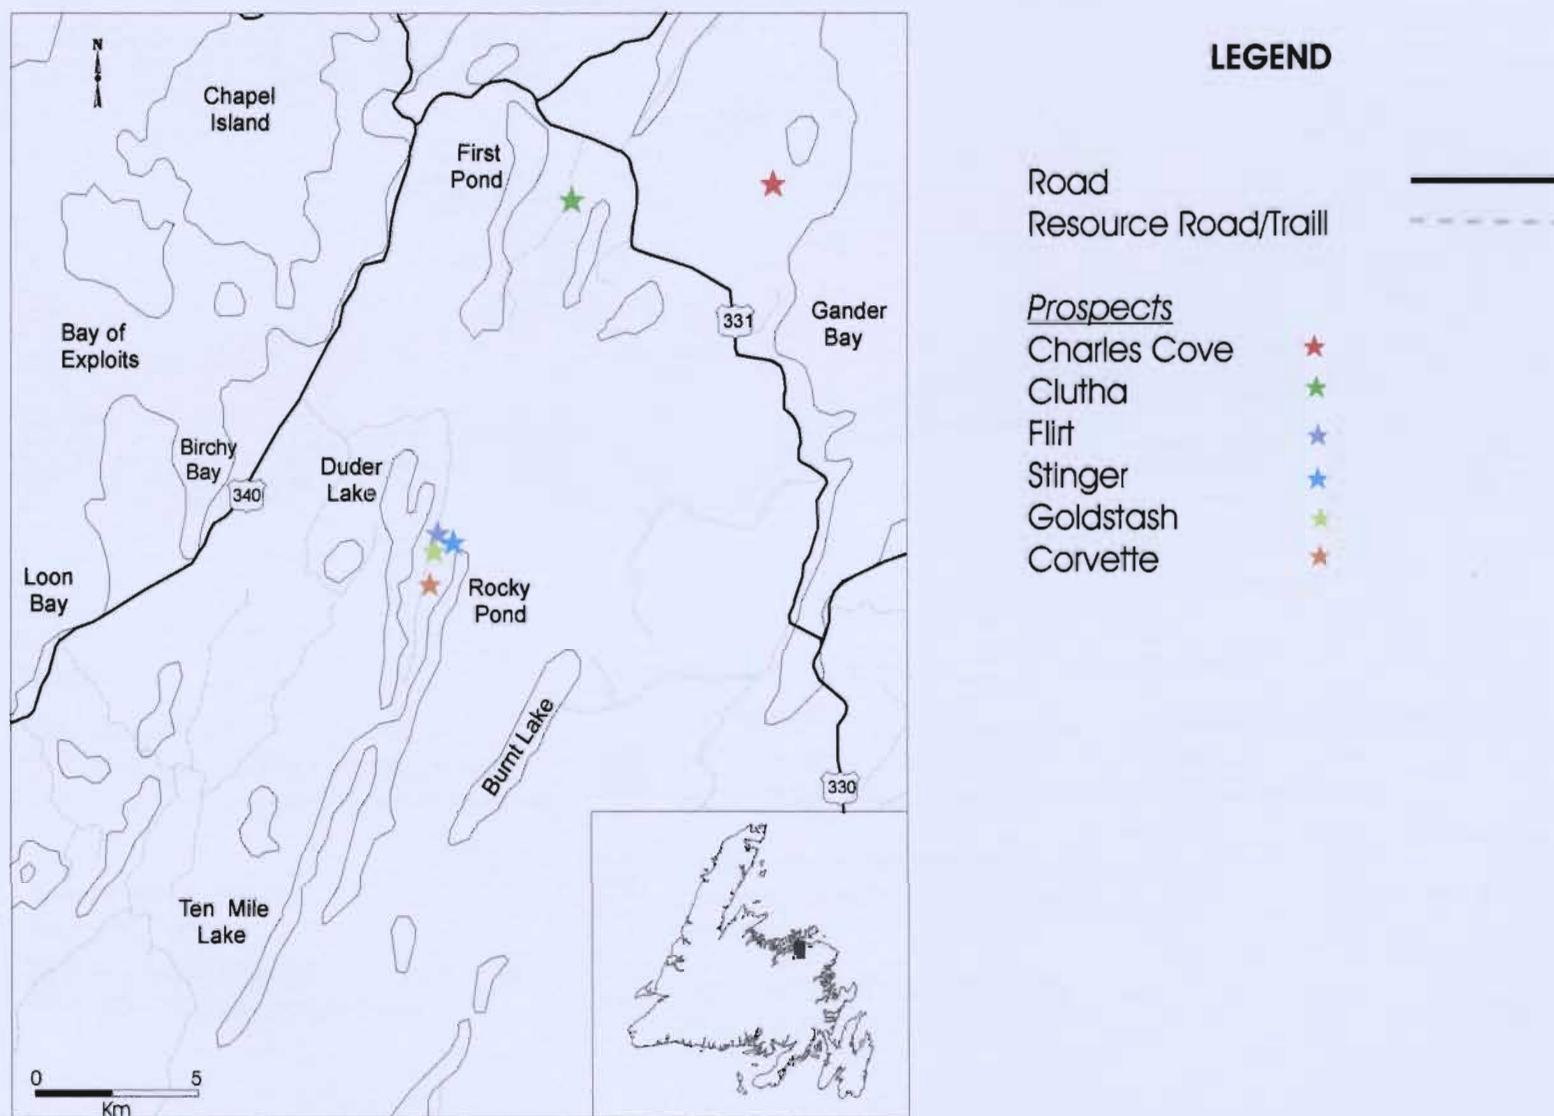 N
Chapel
Island
First
Pond
331
Gander
Bay
Bay of
Exploits
Birchy
Bay
340
Duder
Lake
Loon
Bay
Rocky
Pond
Burnt Lake
330
Ten Mile
Lake
0 5
Km
LEGEND
Road
Resource Road/Traill
Prospects
Charles Cove
Clutha
Flirt
Stinger
Goldstash
Corvette